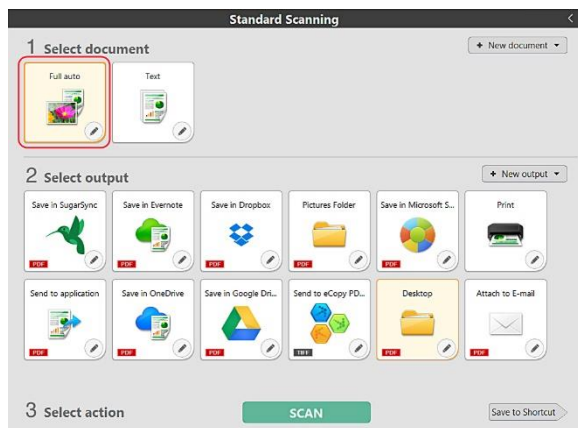 Standard Scanning
1 Select document
+ New document
Full auto
Text
2 Select output
+ New output
Save in SugarSync
Save in Evernote
Save in Dropbox
Pictures Folder
Save in Microsoft S...
Print
PDF
PDF
PDF
PDF
PDF
Send to application
Save in OneDrive
Save in Google Dri...
Send to eCopy PD...
Desktop
Attach to E-mail
PDF
PDF
PDF
TIFF
PDF
PDF
3 Select action
SCAN
Save to Shortcut